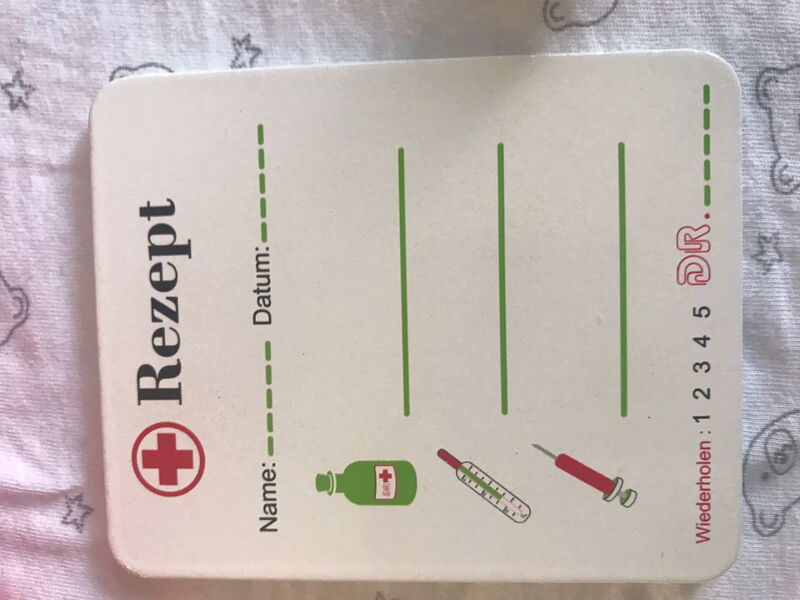 Rezept
Name: Datum:
Wiederholen : 1 2 3 4 5 DR.